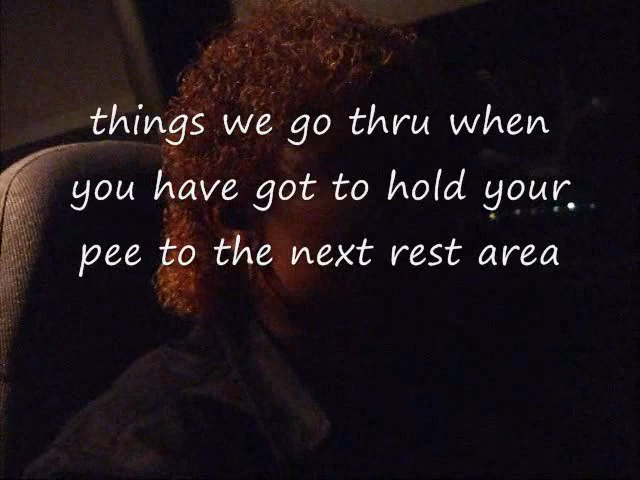 things we go thru when
you have got to hold your
pee to the next rest area